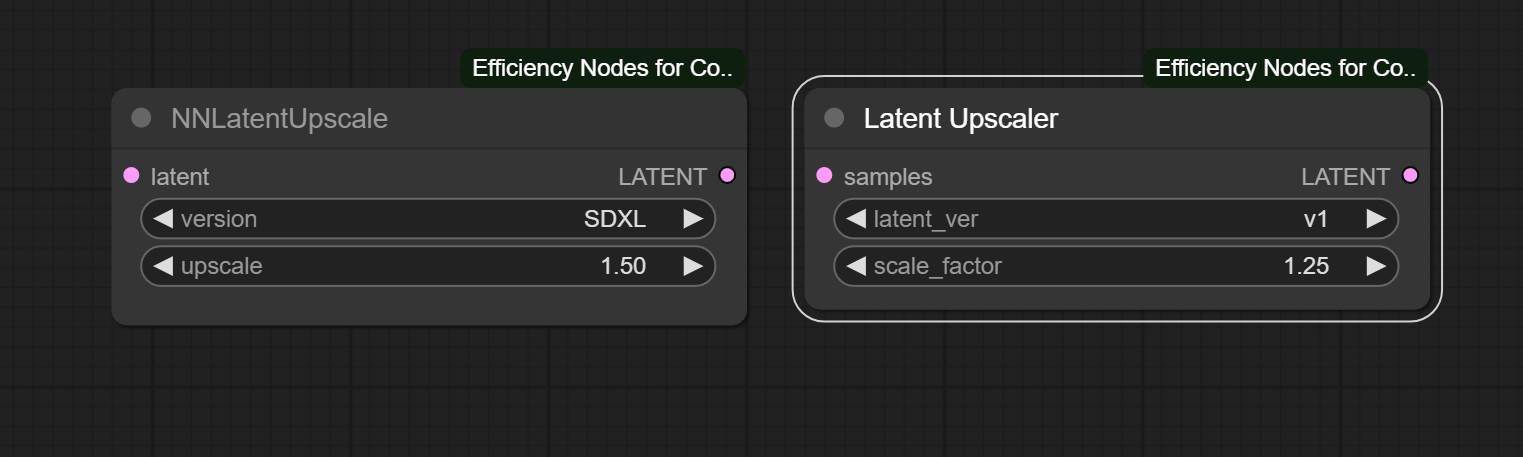 Efficiency Nodes for Co..
NNLatentUpscale
latent LATENT
version SDXL
upscale 1.50
Efficiency Nodes for Co..
Latent Upscaler
samples LATENT
latent_ver v1
scale_factor 1.25